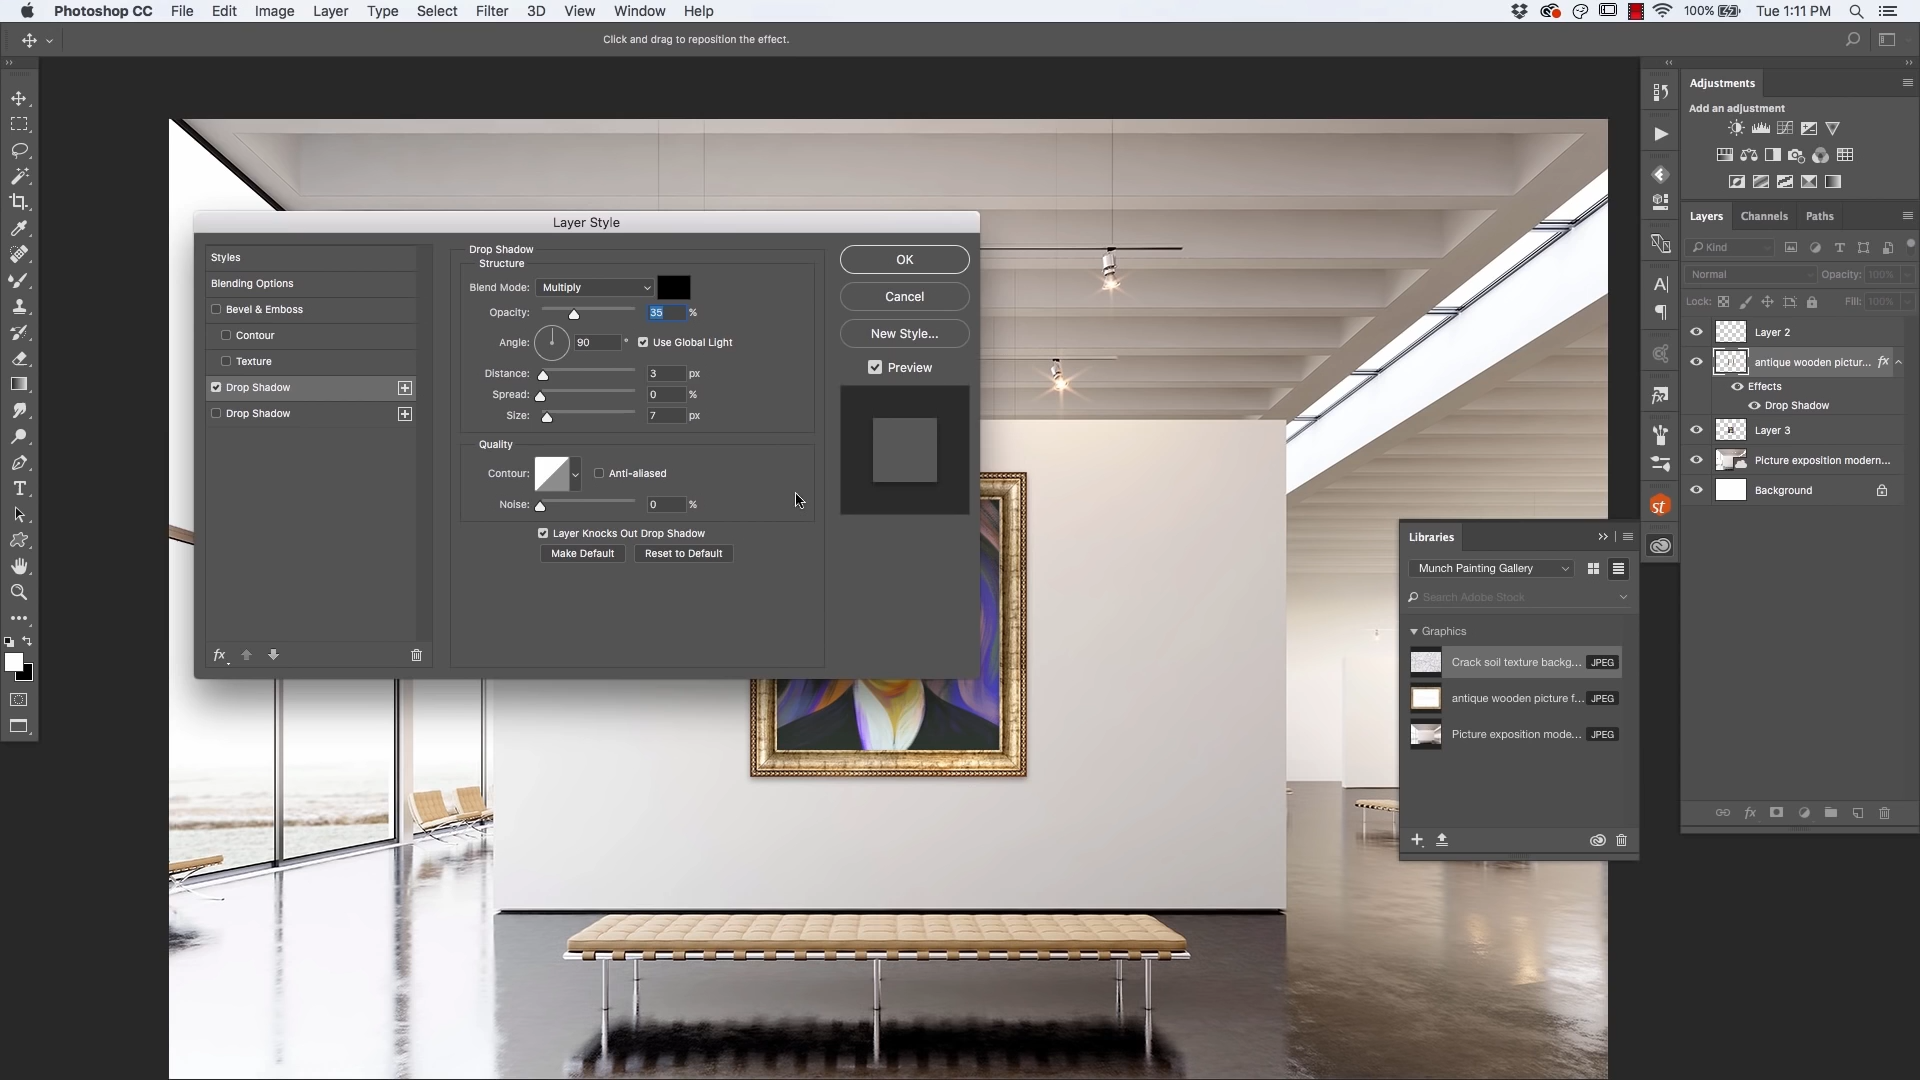 Photoshop CC File Edit Image Layer Type Select Filter 3D View Window Help 100% Tue 1:11 PM
Click and drag to reposition the effect.
Layer Style
Styles
Blending Options
Bevel & Emboss
Contour
Texture
Drop Shadow
Drop Shadow
fx
Drop Shadow
Structure
Blend Mode: Multiply
Opacity: 35 %
Angle: 90 ° Use Global Light
Distance: 3 px
Spread: 0 %
Size: 7 px
Quality
Contour: Anti-aliased
Noise: 0 %
Layer Knocks Out Drop Shadow
Make Default Reset to Default
OK
Cancel
New Style...
Preview
Adjustments
Add an adjustment
Layers Channels Paths
Kind
Normal Opacity: 100%
Lock: Fill: 100%
Layer 2
antique wooden pictur... fx
Effects
Drop Shadow
Layer 3
Picture exposition modern...
Background
fx
Libraries
Munch Painting Gallery
Search Adobe Stock
Graphics
Crack soil texture backg... JPEG
antique wooden picture f... JPEG
Picture exposition mode... JPEG
A
st
T